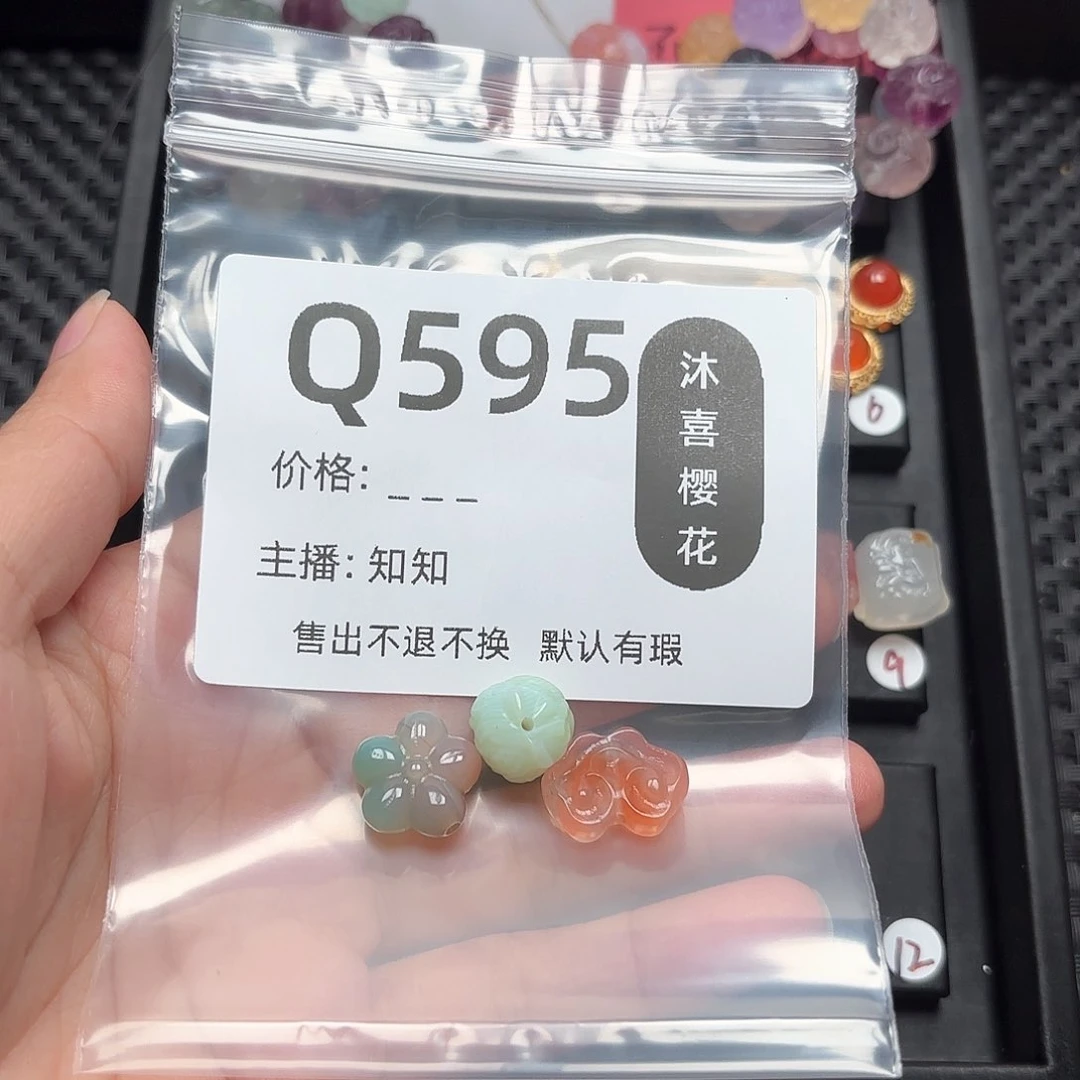 Q595
沐喜樱花
价格: _ _ _
主播: 知知
售出不退不换 默认有瑕
6
9
12